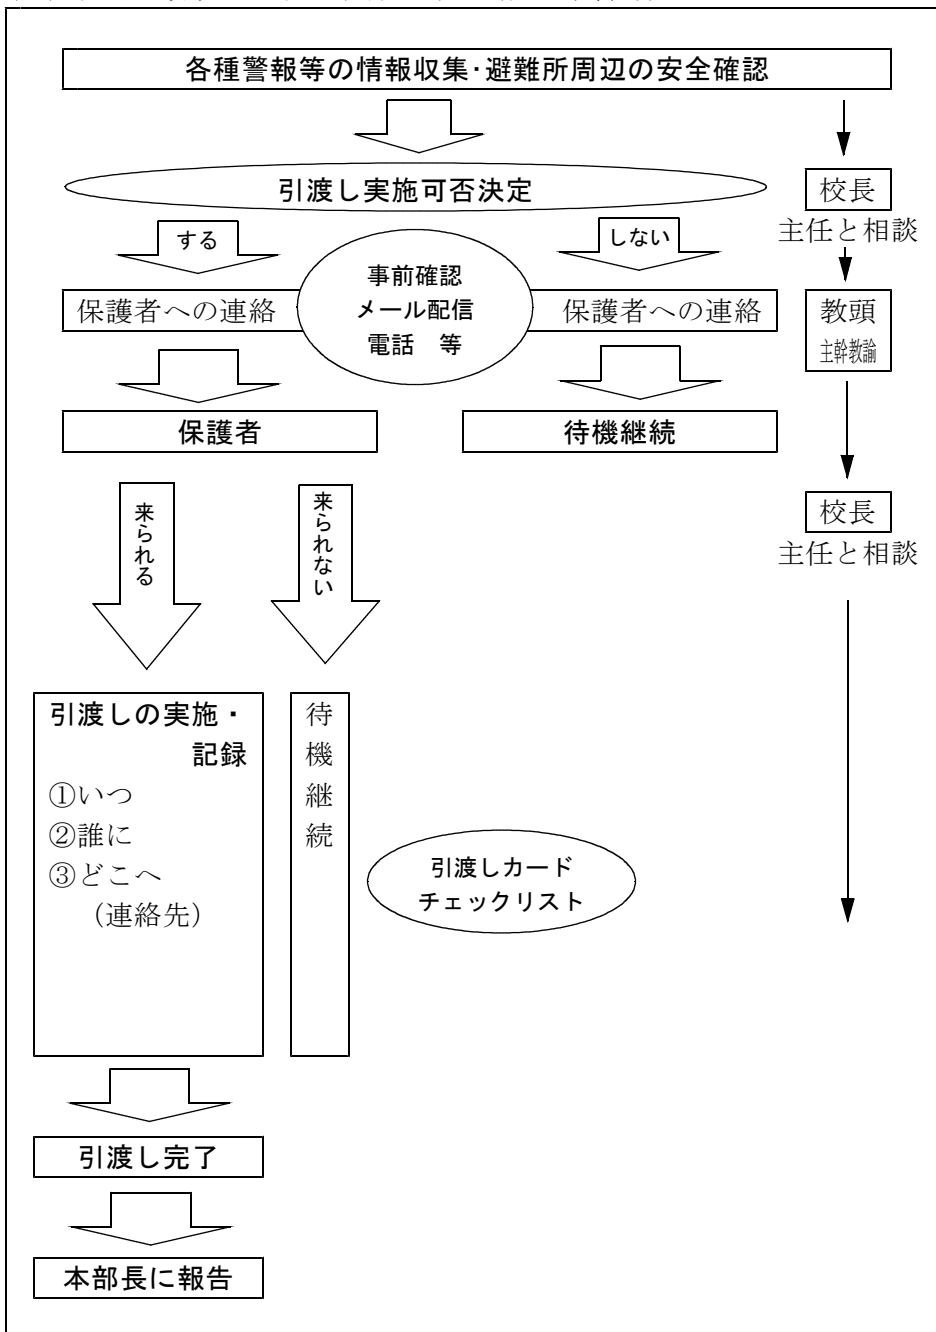 各種警報等の情報収集・避難所周辺の安全確認
引渡し実施可否決定
校長
主任と相談
する
しない
事前確認
メール配信
電話　等
保護者への連絡
保護者への連絡
教頭
主幹教諭
保護者
待機継続
来られる
来られない
校長
主任と相談
引渡しの実施・
記録
①いつ
②誰に
③どこへ
（連絡先）
待機継続
引渡しカード
チェックリスト
引渡し完了
本部長に報告